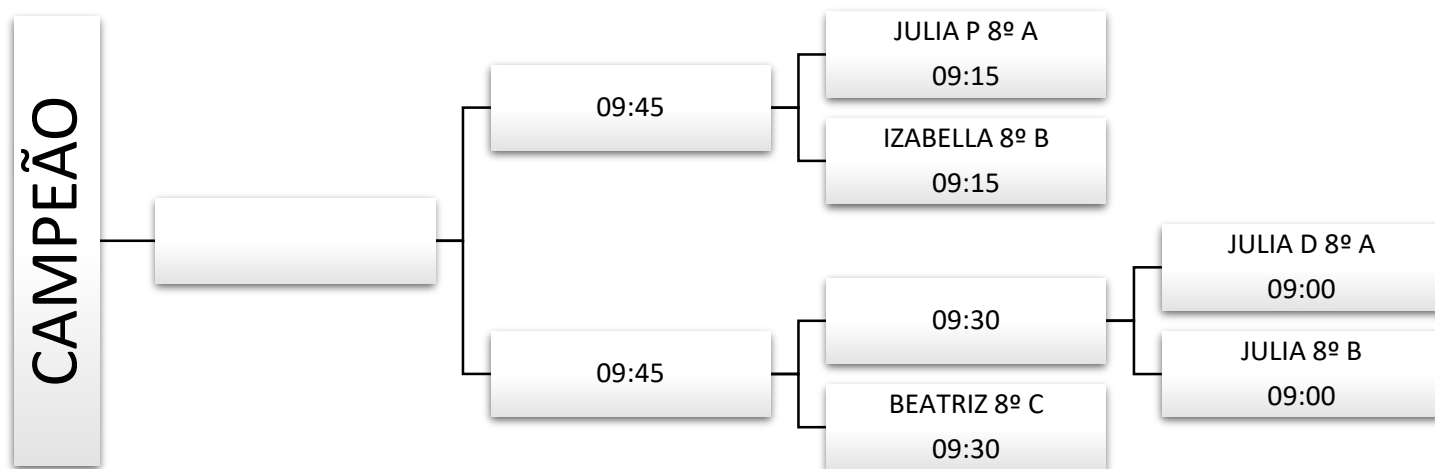 CAMPEÃO
09:45
JULIA P 8º A
09:15
IZABELLA 8º B
09:15
09:45
09:30
JULIA D 8º A
09:00
JULIA 8º B
09:00
BEATRIZ 8º C
09:30